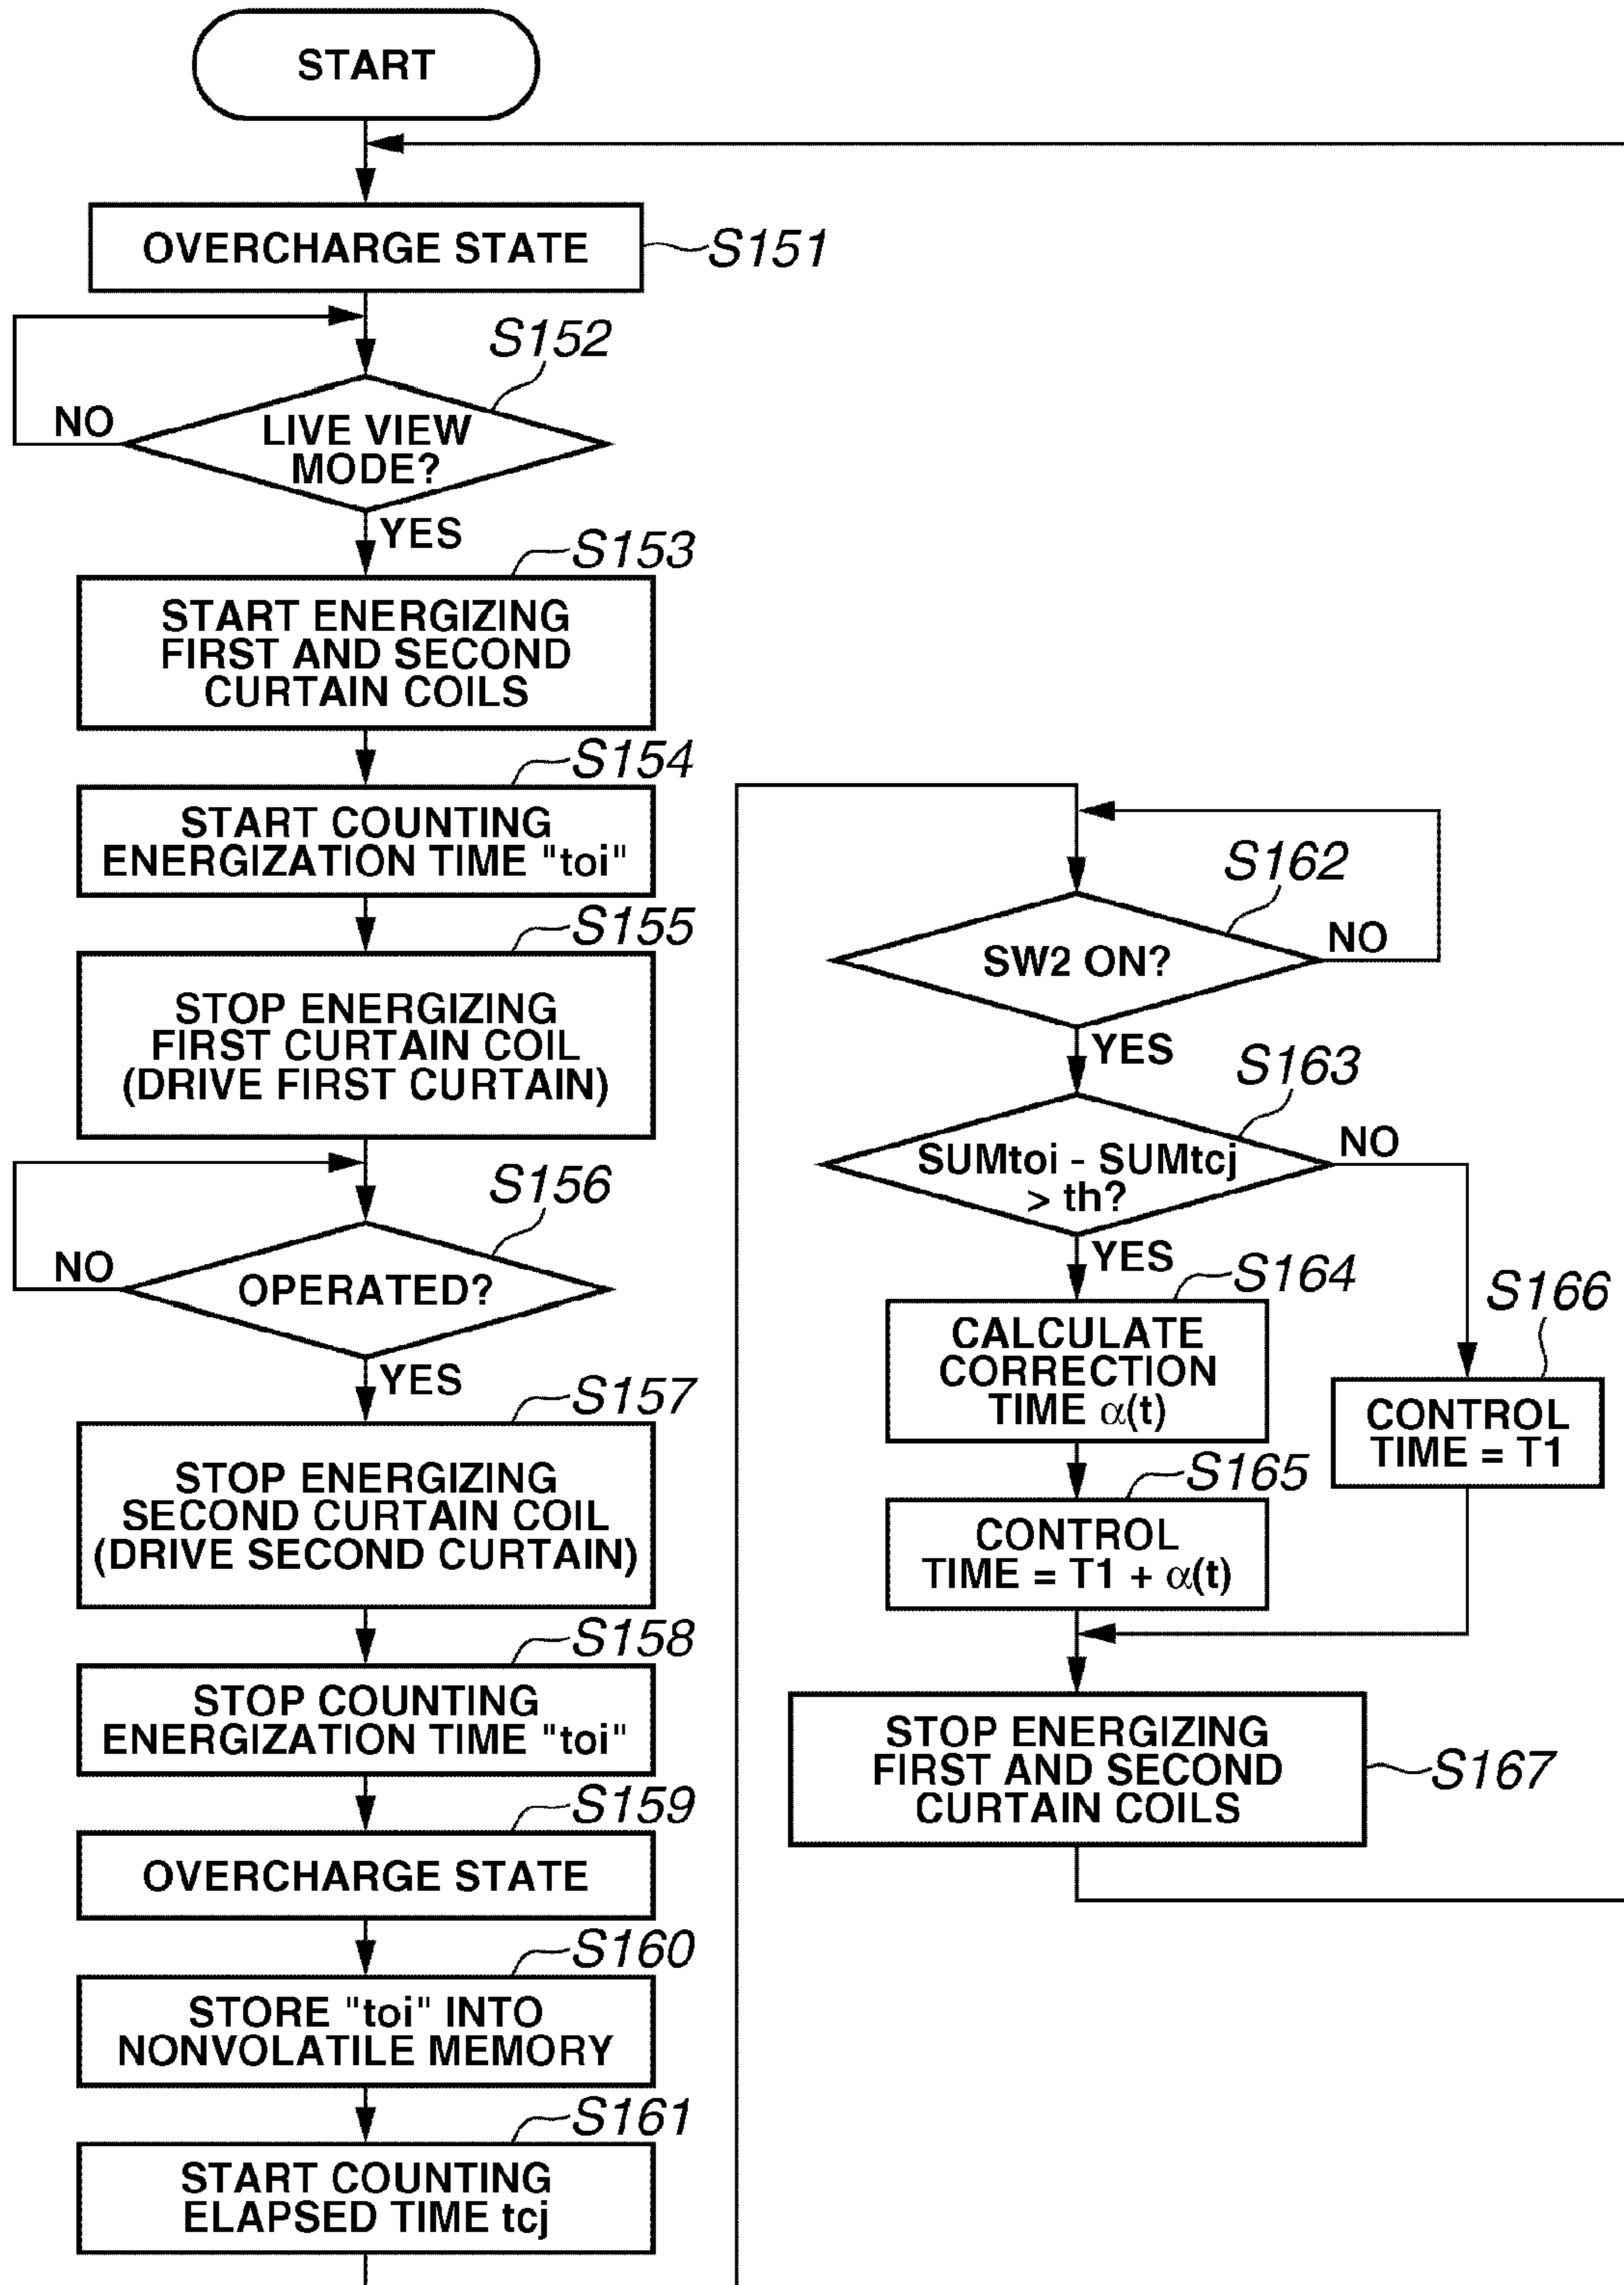 START
OVERCHARGE STATE
S151
S152
LIVE VIEW
MODE?
NO
YES
S153
START ENERGIZING
FIRST AND SECOND
CURTAIN COILS
S154
START COUNTING
ENERGIZATION TIME "toi"
S155
STOP ENERGIZING
FIRST CURTAIN COIL
(DRIVE FIRST CURTAIN)
S156
OPERATED?
NO
YES
S157
STOP ENERGIZING
SECOND CURTAIN COIL
(DRIVE SECOND CURTAIN)
S158
STOP COUNTING
ENERGIZATION TIME "toi"
S159
OVERCHARGE STATE
S160
STORE "toi" INTO
NONVOLATILE MEMORY
S161
START COUNTING
ELAPSED TIME tcj
S162
SW2 ON?
NO
YES
S163
SUMtoi - SUMtcj
> th?
NO
YES
S164
CALCULATE
CORRECTION
TIME α(t)
S165
CONTROL
TIME = T1 + α(t)
S166
CONTROL
TIME = T1
STOP ENERGIZING
FIRST AND SECOND
CURTAIN COILS
S167